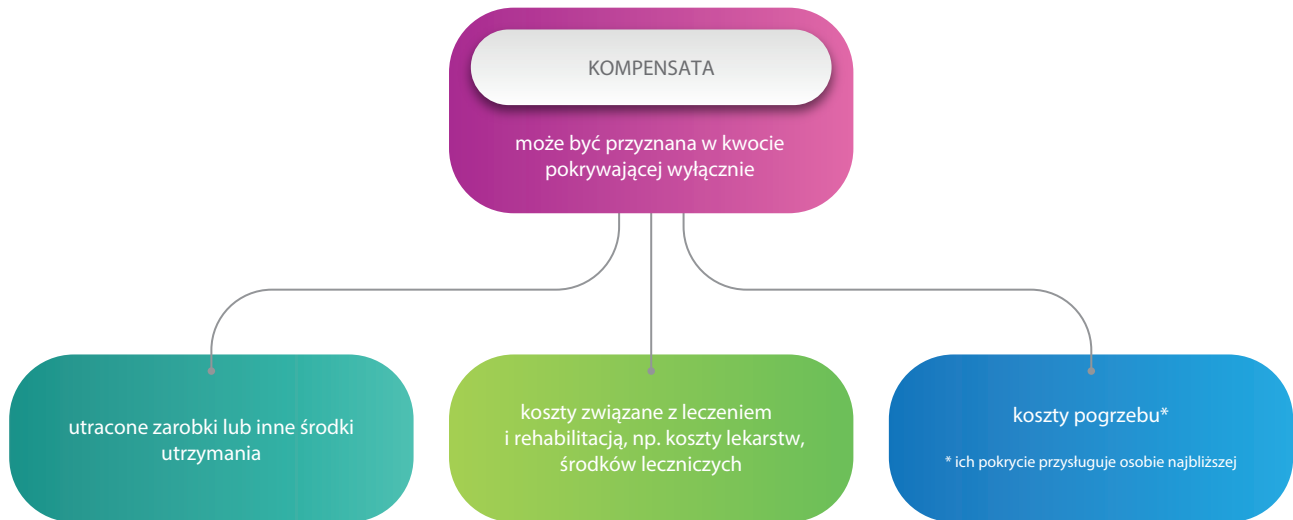 KOMPENSATA
może być przyznana w kwocie
pokrywającej wyłącznie
utracone zarobki lub inne środki
utrzymania
koszty związane z leczeniem
i rehabilitacją, np. koszty lekarstw,
środków leczniczych
koszty pogrzebu*
* ich pokrycie przysługuje osobie najbliższej